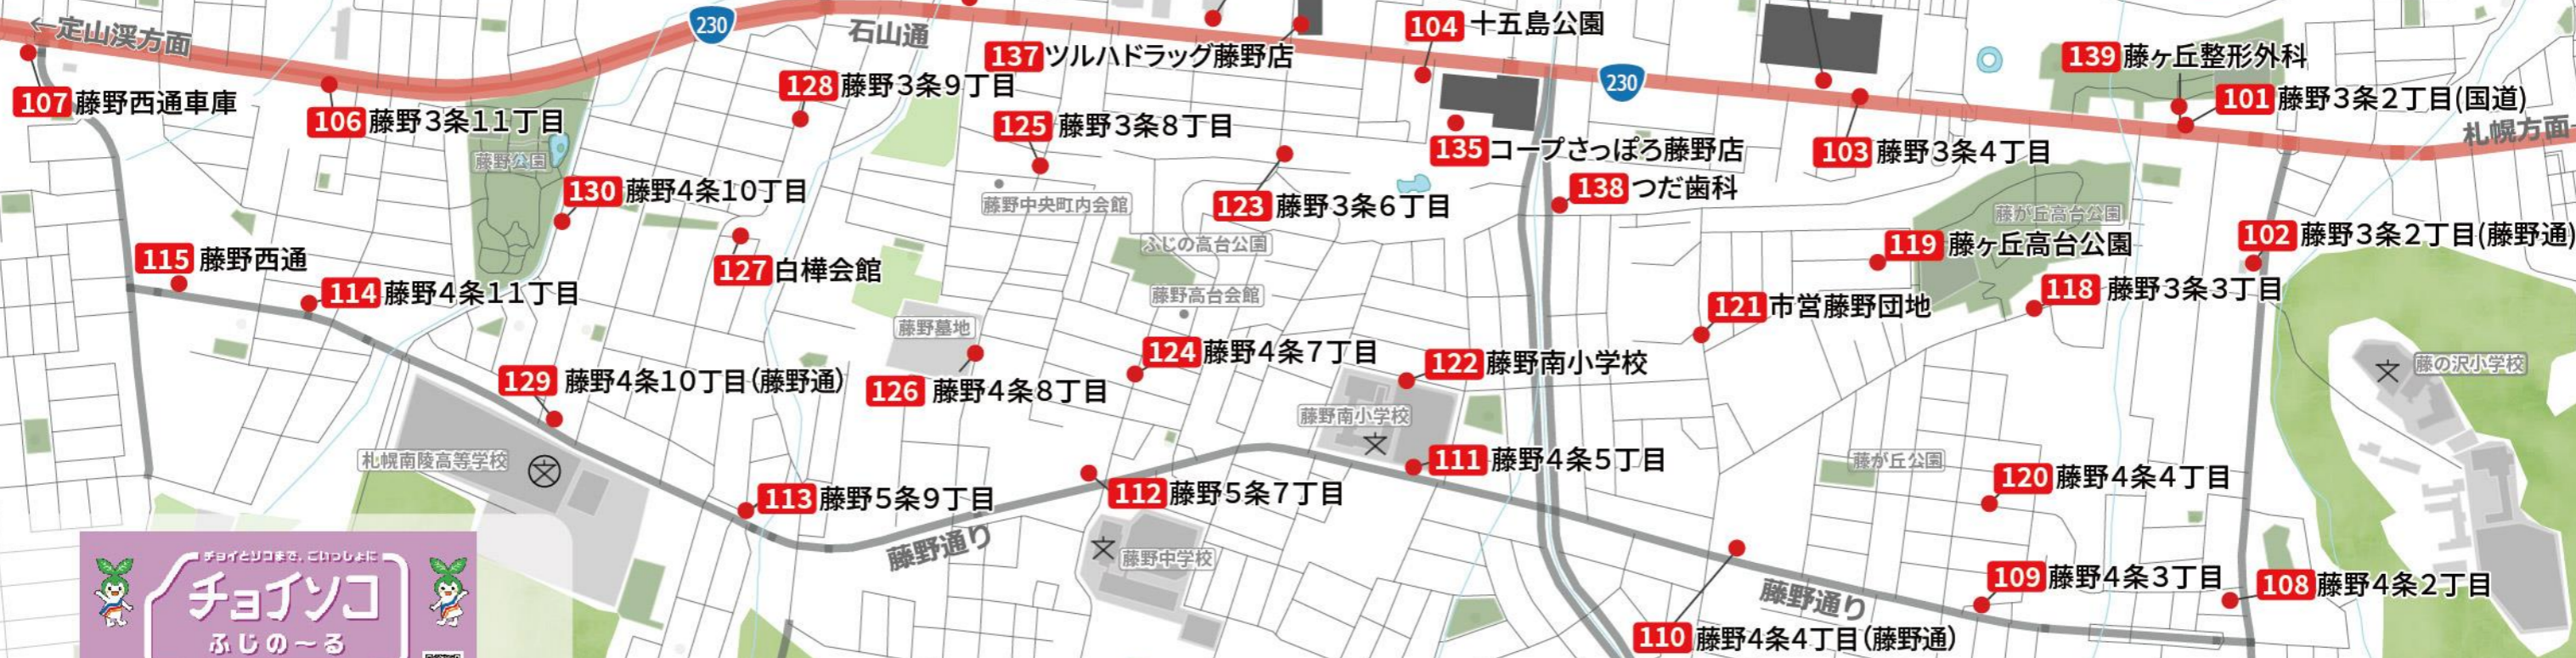 ←定山渓方面
230
石山通
137 ツルハドラッグ藤野店
104 十五島公園
230
139 藤ヶ丘整形外科
101 藤野3条2丁目(国道)
札幌方面
107 藤野西通車庫
106 藤野3条11丁目
128 藤野3条9丁目
125 藤野3条8丁目
135 コープさっぽろ藤野店
103 藤野3条4丁目
藤野公園
130 藤野4条10丁目
藤野中央町内会館
123 藤野3条6丁目
138 つだ歯科
藤が丘高台公園
119 藤ヶ丘高台公園
102 藤野3条2丁目(藤野通)
115 藤野西通
127 白樺会館
ふじの高台公園
114 藤野4条11丁目
藤野高台会館
118 藤野3条3丁目
121 市営藤野団地
藤野墓地
124 藤野4条7丁目
122 藤野南小学校
藤の沢小学校
129 藤野4条10丁目(藤野通)
126 藤野4条8丁目
藤野南小学校
文
文
札幌南陵高等学校
文
111 藤野4条5丁目
藤が丘公園
120 藤野4条4丁目
113 藤野5条9丁目
112 藤野5条7丁目
藤野通り
文
藤野中学校
109 藤野4条3丁目
108 藤野4条2丁目
藤野通り
110 藤野4条4丁目(藤野通)
チョイとソコまで、ごいっしょに
チョイソコ
ふじの～る